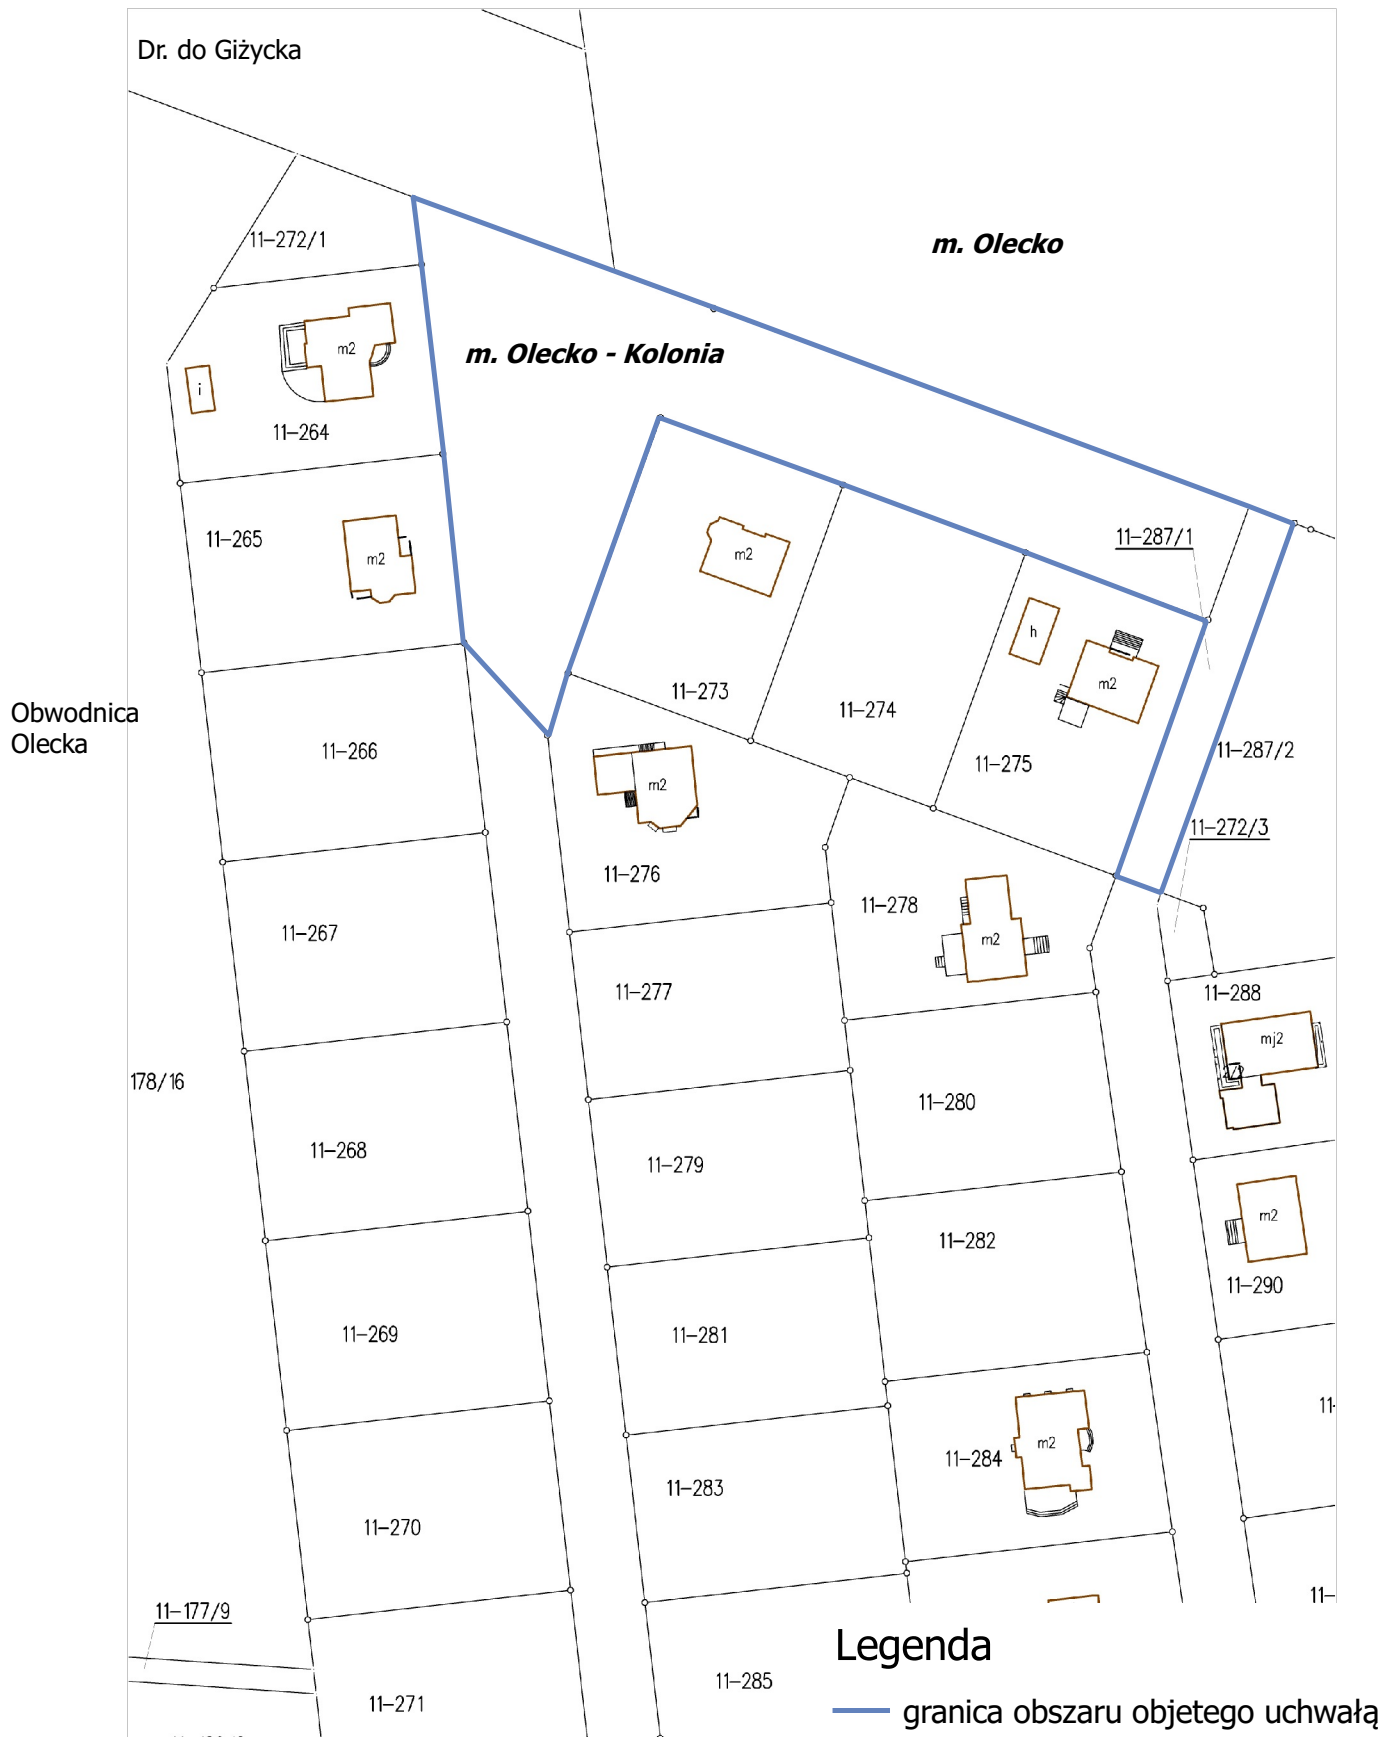 Dr. do Giżycka
m. Olecko
11-272/1
m. Olecko - Kolonia
m2
i
11-264
11-265
m2
m2
11-287/1
h
m2
11-273
11-274
11-275
Obwodnica
Olecka
11-266
11-287/2
m2
11-272/3
11-276
11-278
11-267
m2
11-277
11-288
mj2
178/16
11-280
11-268
11-279
m2
11-282
11-290
11-269
11-281
11-
m2
11-284
11-283
11-270
11-177/9
11-
Legenda
11-285
11-271
granica obszaru objetego uchwałą